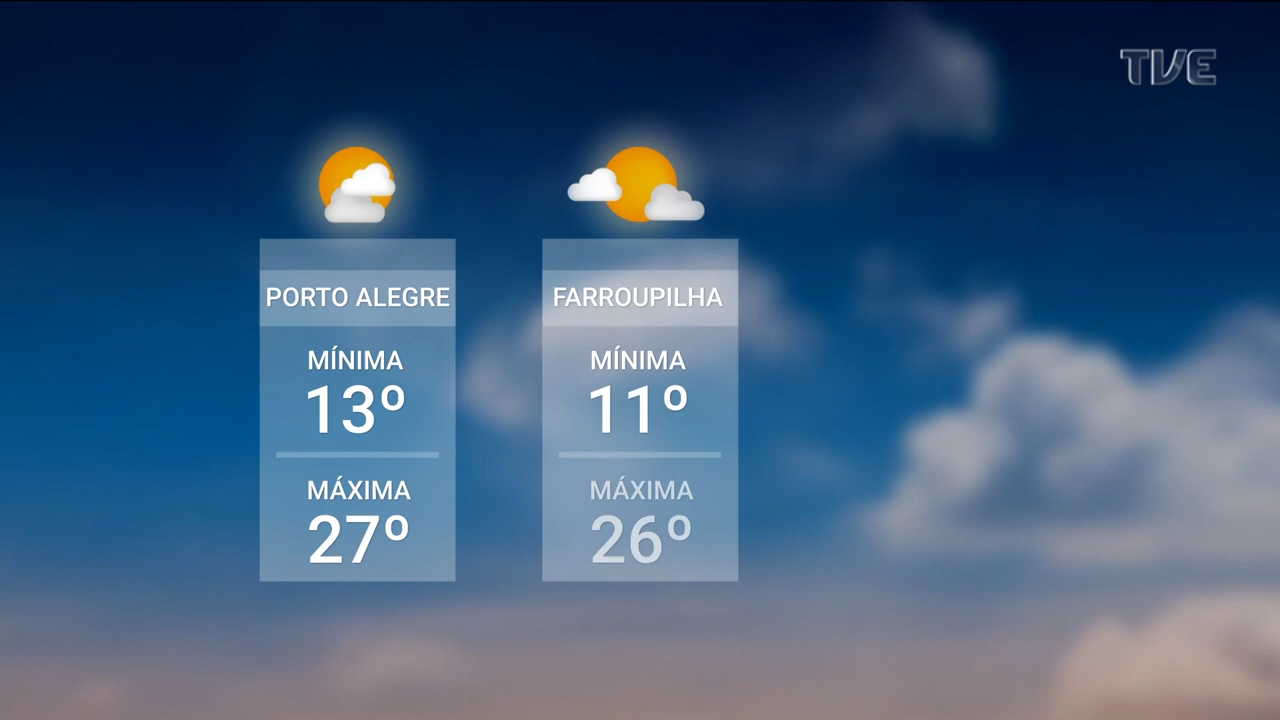 TVE
PORTO ALEGRE
MÍNIMA
13º
MÁXIMA
27º
FARROUPILHA
MÍNIMA
11º
MÁXIMA
26º